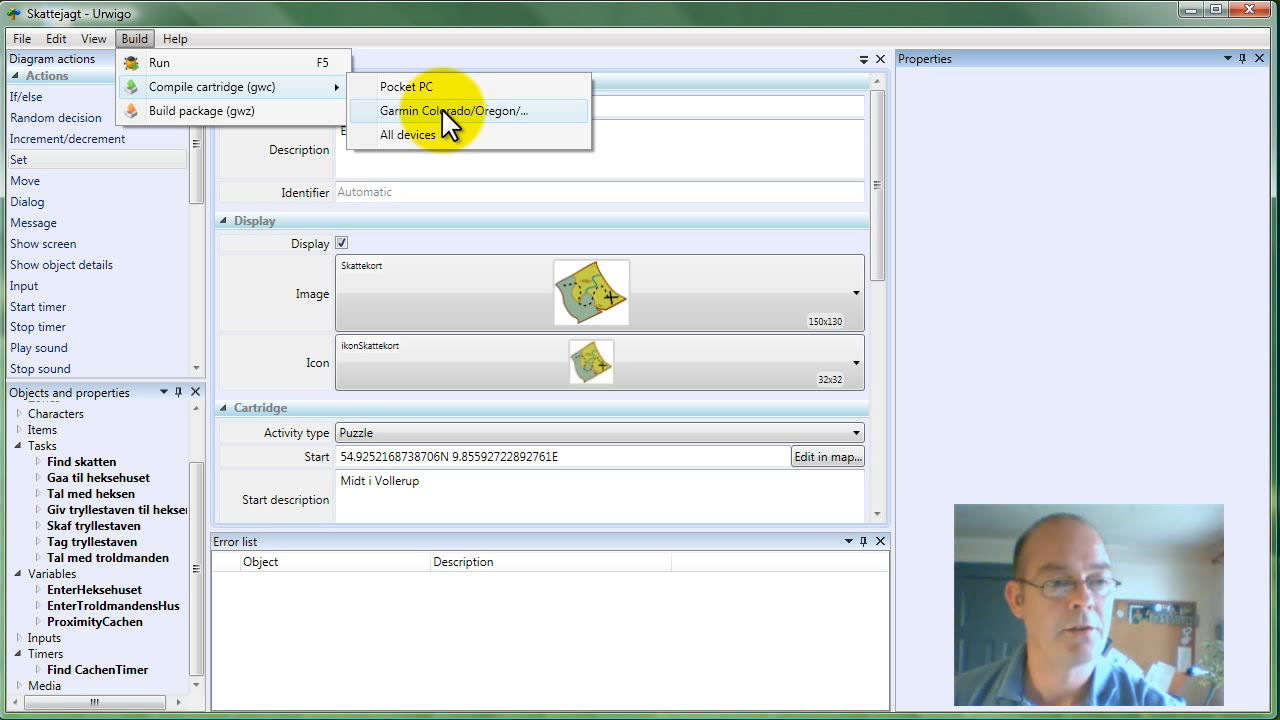 Skattejagt - Urwigo
File Edit View Build Help
Diagram actions
Actions
If/else
Random decision
Increment/decrement
Set
Move
Dialog
Message
Show screen
Show object details
Input
Start timer
Stop timer
Play sound
Stop sound
Run F5
Compile cartridge (gwc)
Build package (gwz)
Pocket PC
Garmin Colorado/Oregon/...
All devices
Description
Identifier Automatic
Display
Display
Image Skattekort 150x130
Icon ikonSkattekort 32x32
Cartridge
Activity type Puzzle
Start 54.9252168738706N 9.85592722892761E Edit in map...
Start description Midt i Vollerup
Properties
Objects and properties
Characters
Items
Tasks
Find skatten
Gaa til heksehuset
Tal med heksen
Giv tryllestaven til hekse
Skaf tryllestaven
Tag tryllestaven
Tal med troldmanden
Variables
EnterHeksehuset
EnterTroldmandensHus
ProximityCachen
Inputs
Timers
Find CachenTimer
Media
Error list
Object Description